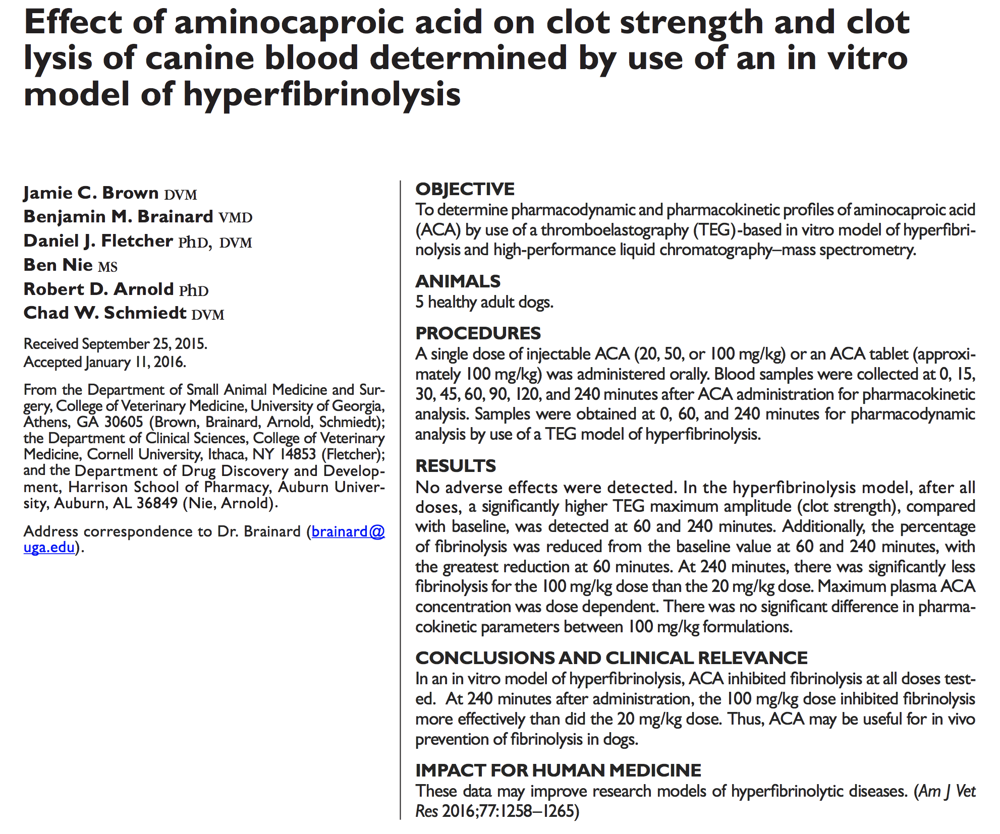 Effect of aminocaproic acid on clot strength and clot
lysis of canine blood determined by use of an in vitro
model of hyperfibrinolysis
Jamie C. Brown DVM
Benjamin M. Brainard VMD
Daniel J. Fletcher PhD, DVM
Ben Nie MS
Robert D. Arnold PhD
Chad W. Schmiedt DVM
Received September 25, 2015.
Accepted January 11, 2016.
From the Department of Small Animal Medicine and Sur-
gery, College of Veterinary Medicine, University of Georgia,
Athens, GA 30605 (Brown, Brainard, Arnold, Schmiedt);
the Department of Clinical Sciences, College of Veterinary
Medicine, Cornell University, Ithaca, NY 14853 (Fletcher);
and the Department of Drug Discovery and Develop-
ment, Harrison School of Pharmacy, Auburn Univer-
sity, Auburn, AL 36849 (Nie, Arnold).
Address correspondence to Dr. Brainard (brainard@
uga.edu).
OBJECTIVE
To determine pharmacodynamic and pharmacokinetic profiles of aminocaproic acid
(ACA) by use of a thromboelastography (TEG)-based in vitro model of hyperfibri-
nolysis and high-performance liquid chromatography–mass spectrometry.
ANIMALS
5 healthy adult dogs.
PROCEDURES
A single dose of injectable ACA (20, 50, or 100 mg/kg) or an ACA tablet (approxi-
mately 100 mg/kg) was administered orally. Blood samples were collected at 0, 15,
30, 45, 60, 90, 120, and 240 minutes after ACA administration for pharmacokinetic
analysis. Samples were obtained at 0, 60, and 240 minutes for pharmacodynamic
analysis by use of a TEG model of hyperfibrinolysis.
RESULTS
No adverse effects were detected. In the hyperfibrinolysis model, after all
doses, a significantly higher TEG maximum amplitude (clot strength), compared
with baseline, was detected at 60 and 240 minutes. Additionally, the percentage
of fibrinolysis was reduced from the baseline value at 60 and 240 minutes, with
the greatest reduction at 60 minutes. At 240 minutes, there was significantly less
fibrinolysis for the 100 mg/kg dose than the 20 mg/kg dose. Maximum plasma ACA
concentration was dose dependent. There was no significant difference in pharma-
cokinetic parameters between 100 mg/kg formulations.
CONCLUSIONS AND CLINICAL RELEVANCE
In an in vitro model of hyperfibrinolysis, ACA inhibited fibrinolysis at all doses test-
ed. At 240 minutes after administration, the 100 mg/kg dose inhibited fibrinolysis
more effectively than did the 20 mg/kg dose. Thus, ACA may be useful for in vivo
prevention of fibrinolysis in dogs.
IMPACT FOR HUMAN MEDICINE
These data may improve research models of hyperfibrinolytic diseases. (Am J Vet
Res 2016;77:1258–1265)